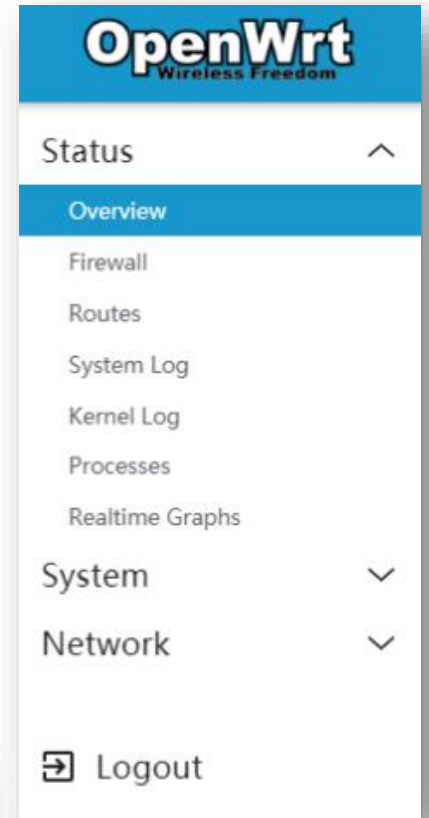 OpenWrt
Wireless Freedom
Status
Overview
Firewall
Routes
System Log
Kernel Log
Processes
Realtime Graphs
System
Network
Logout